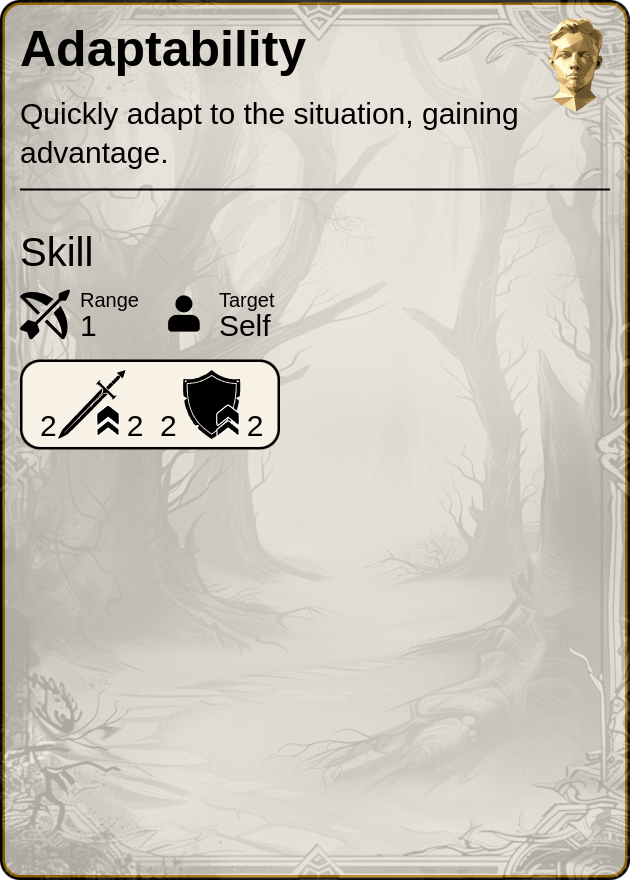 Adaptability
Quickly adapt to the situation, gaining
advantage.
Skill
Range
1
Target
Self
2 2 2 2